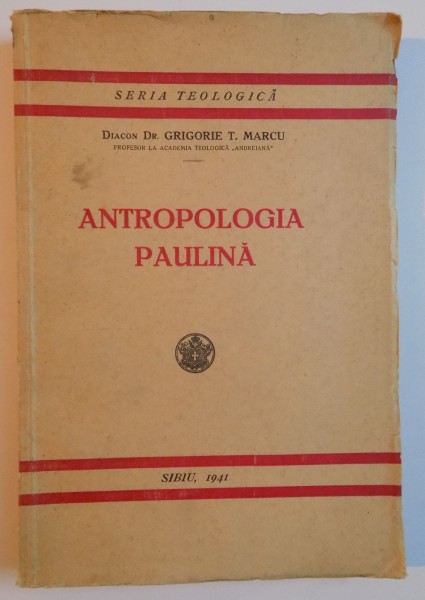 SERIA TEOLOGICĂ
DIACON DR. GRIGORIE T. MARCU
PROFESOR LA ACADEMIA TEOLOGICĂ „ANDREIANĂ”
ANTROPOLOGIA
PAULINĂ
SIBIU, 1941